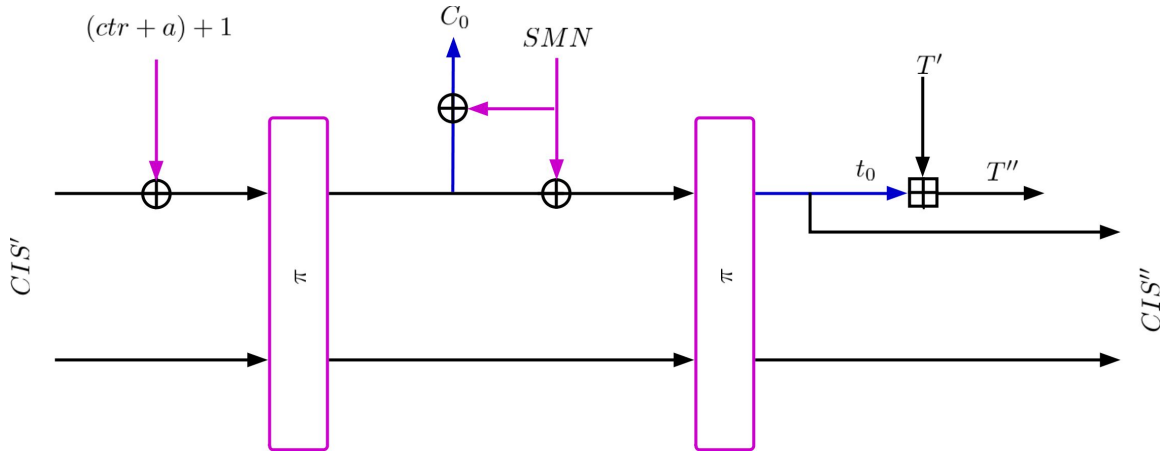 (ctr + a) + 1
C₀
SMN
T′
t₀
T′′
CIS′
π
π
CIS′′